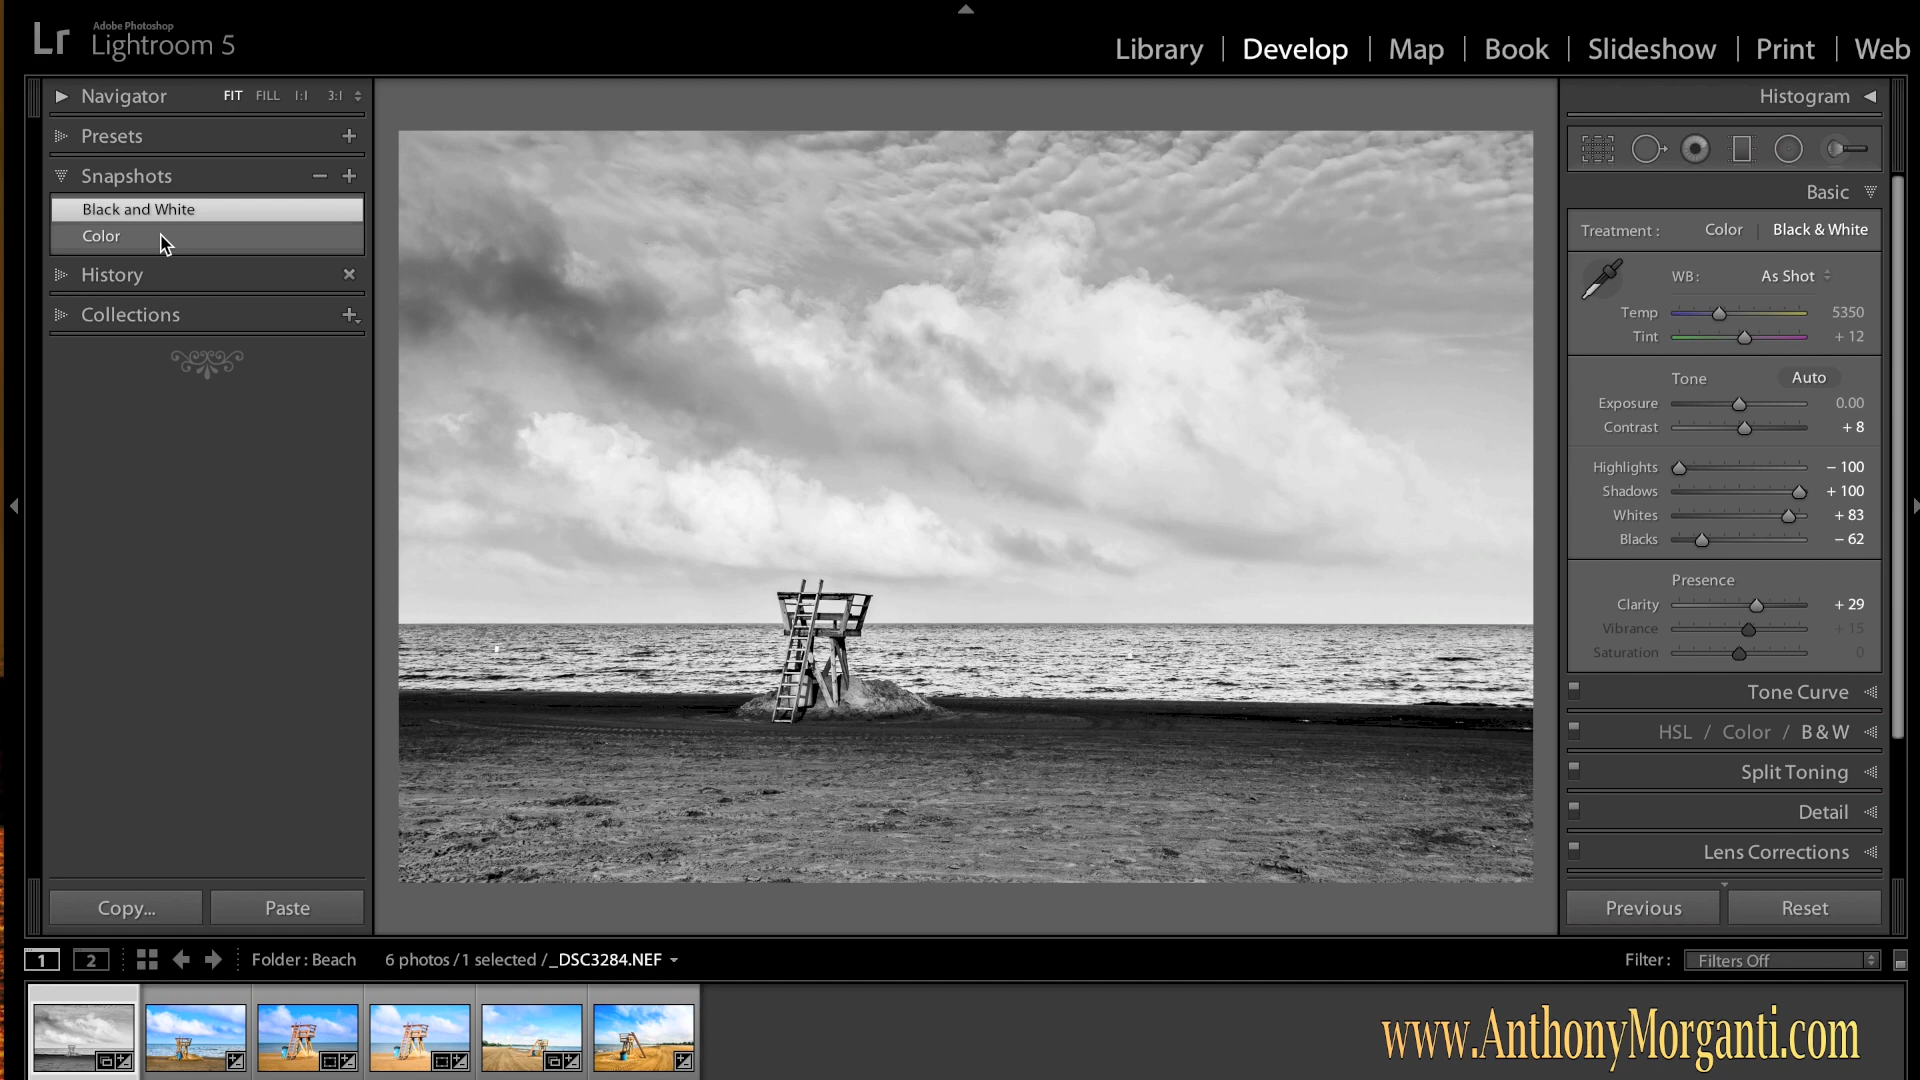 Lr Adobe Photoshop
Lightroom 5
Library | Develop | Map | Book | Slideshow | Print | Web
Navigator FIT FILL 1:1 3:1
Presets
Snapshots
Black and White
Color
History
Collections
Copy... Paste
Histogram
Basic
Treatment : Color | Black & White
WB : As Shot
Temp 5350
Tint + 12
Tone Auto
Exposure 0.00
Contrast + 8
Highlights − 100
Shadows + 100
Whites + 83
Blacks − 62
Presence
Clarity + 29
Vibrance + 15
Saturation 0
Tone Curve
HSL / Color / B & W
Split Toning
Detail
Lens Corrections
Previous Reset
1 2 Folder : Beach 6 photos / 1 selected / _DSC3284.NEF Filter : Filters Off
www.AnthonyMorganti.com